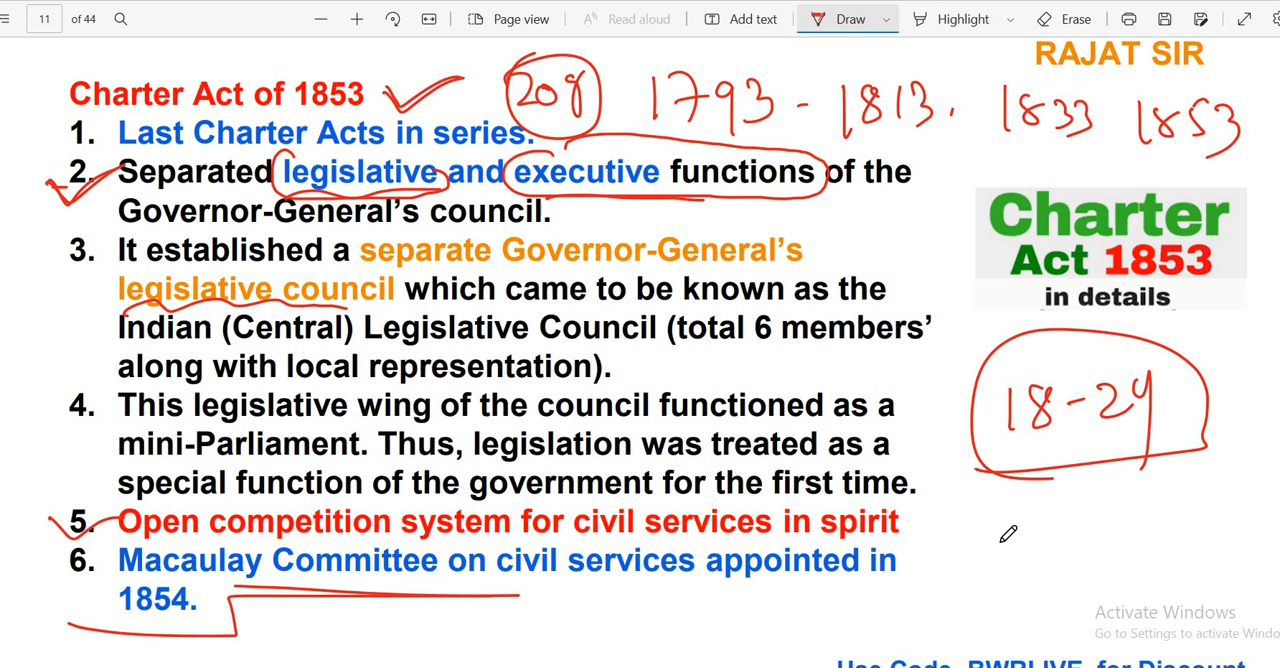 11 of 44 Page view Read aloud Add text Draw Highlight Erase
RAJAT SIR
Charter Act of 1853 208 1793 - 1813. 1833 1853
1. Last Charter Acts in series.
2. Separated legislative and executive functions of the
Governor-General's council.
3. It established a separate Governor-General's
legislative council which came to be known as the
Indian (Central) Legislative Council (total 6 members'
along with local representation).
4. This legislative wing of the council functioned as a
mini-Parliament. Thus, legislation was treated as a
special function of the government for the first time.
5. Open competition system for civil services in spirit
6. Macaulay Committee on civil services appointed in
1854.
Charter
Act 1853
in details
18-24
Activate Windows
Go to Settings to activate Windo
Use Code RWRLIVE for Discount